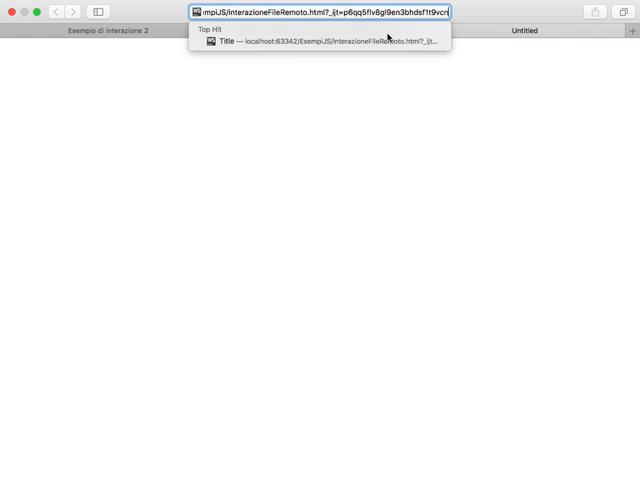 mpiJS/interazioneFileRemoto.html?_ijt=p6qq5flv8gl9en3bhdsf1t9vcn
Top Hit
Title — localhost:63342/EsempiJS/interazioneFileRemoto.html?_ijt...
Esempio di interazione 2
Untitled